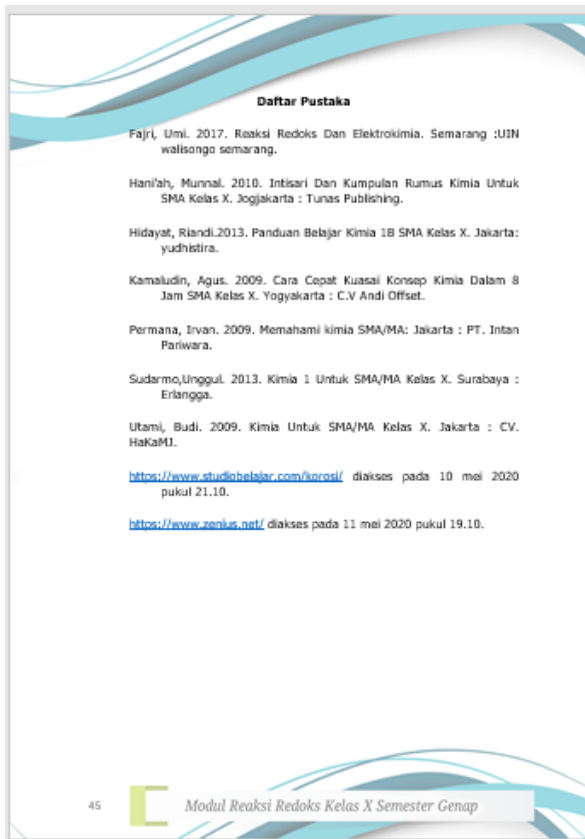 Daftar Pustaka
Fajri, Umi. 2017. Reaksi Redoks Dan Elektrokimia. Semarang :UIN
walisongo semarang.
Hani'ah, Munnal. 2010. Intisari Dan Kumpulan Rumus Kimia Untuk
SMA Kelas X. Jogjakarta : Tunas Publishing.
Hidayat, Riandi.2013. Panduan Belajar Kimia 1B SMA Kelas X. Jakarta:
yudhistira.
Kamaludin, Agus. 2009. Cara Cepat Kuasai Konsep Kimia Dalam 8
Jam SMA Kelas X. Yogyakarta : C.V Andi Offset.
Permana, Irvan. 2009. Memahami kimia SMA/MA: Jakarta : PT. Intan
Pariwara.
Sudarmo,Unggul. 2013. Kimia 1 Untuk SMA/MA Kelas X. Surabaya :
Erlangga.
Utami, Budi. 2009. Kimia Untuk SMA/MA Kelas X. Jakarta : CV.
HaKaMJ.
https://www.studiobelajar.com/korosi/ diakses pada 10 mei 2020
pukul 21.10.
https://www.zenius.net/ diakses pada 11 mei 2020 pukul 19.10.
45
Modul Reaksi Redoks Kelas X Semester Genap